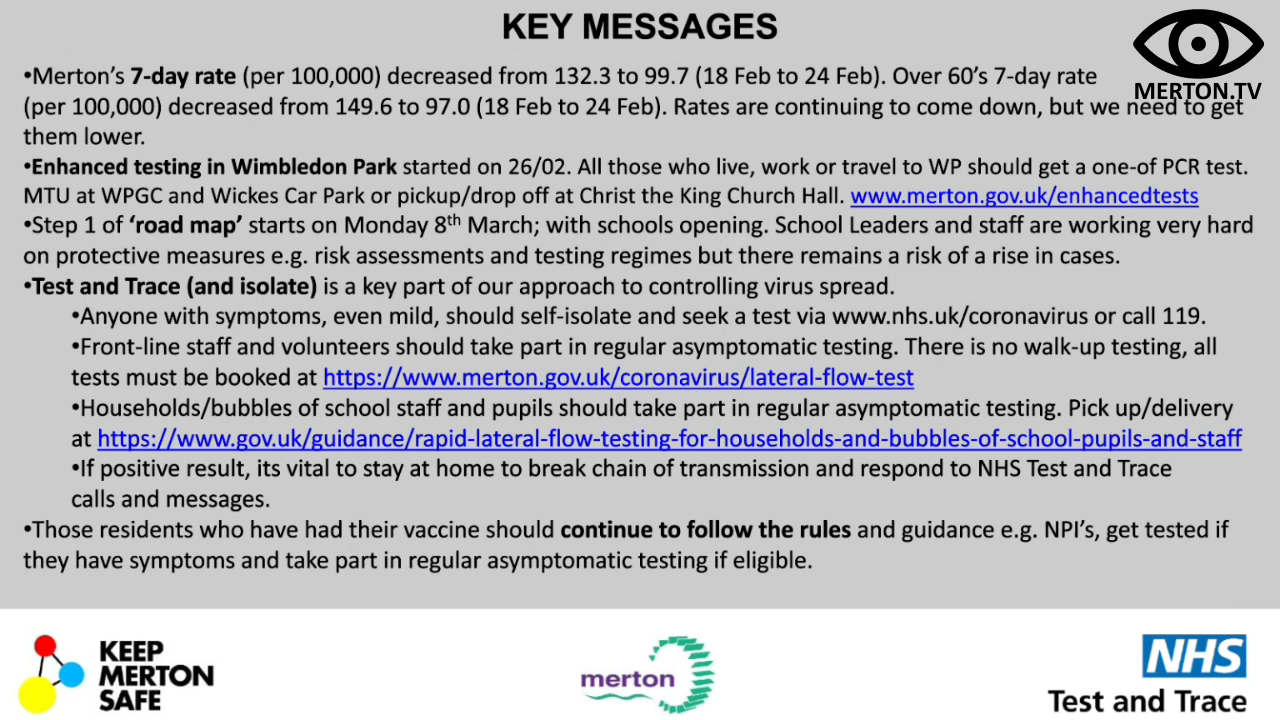 KEY MESSAGES
MERTON.TV
•Merton's 7-day rate (per 100,000) decreased from 132.3 to 99.7 (18 Feb to 24 Feb). Over 60's 7-day rate
(per 100,000) decreased from 149.6 to 97.0 (18 Feb to 24 Feb). Rates are continuing to come down, but we need to get
them lower.
•Enhanced testing in Wimbledon Park started on 26/02. All those who live, work or travel to WP should get a one-of PCR test.
MTU at WPGC and Wickes Car Park or pickup/drop off at Christ the King Church Hall. www.merton.gov.uk/enhancedtests
•Step 1 of 'road map' starts on Monday 8th March; with schools opening. School Leaders and staff are working very hard
on protective measures e.g. risk assessments and testing regimes but there remains a risk of a rise in cases.
•Test and Trace (and isolate) is a key part of our approach to controlling virus spread.
•Anyone with symptoms, even mild, should self-isolate and seek a test via www.nhs.uk/coronavirus or call 119.
•Front-line staff and volunteers should take part in regular asymptomatic testing. There is no walk-up testing, all
tests must be booked at https://www.merton.gov.uk/coronavirus/lateral-flow-test
•Households/bubbles of school staff and pupils should take part in regular asymptomatic testing. Pick up/delivery
at https://www.gov.uk/guidance/rapid-lateral-flow-testing-for-households-and-bubbles-of-school-pupils-and-staff
•If positive result, its vital to stay at home to break chain of transmission and respond to NHS Test and Trace
calls and messages.
•Those residents who have had their vaccine should continue to follow the rules and guidance e.g. NPI's, get tested if
they have symptoms and take part in regular asymptomatic testing if eligible.
KEEP
MERTON
SAFE
merton
NHS
Test and Trace